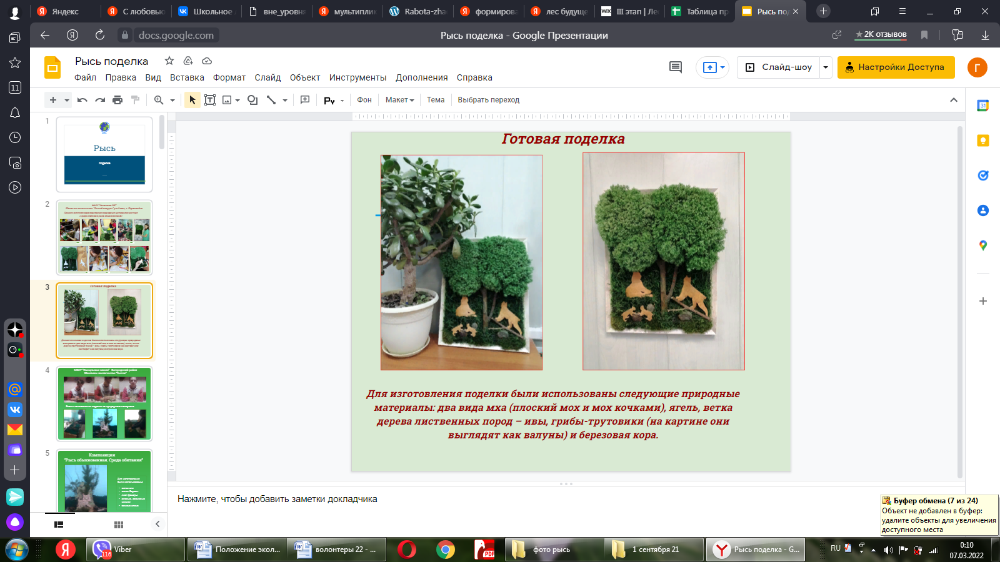 Яндекс
С любовью
Школьное
вне_уровня
мультиплик
Rabota-zha
формирова
лес будуще
WIX III этап | Ле
Таблица пр
Рысь под
docs.google.com
Рысь поделка - Google Презентации
★ 2K отзывов
11
Рысь поделка
Файл Правка Вид Вставка Формат Слайд Объект Инструменты Дополнения Справка
Слайд-шоу
Настройки Доступа
Г
Фон
Макет
Тема
Выбрать переход
31
1
Рысь
поделка
2
3
Готовая поделка
4
5
Композиция
"Рысь обыкновенная. Среда обитания"
Готовая поделка
Для изготовления поделки были использованы следующие природные
материалы: два вида мха (плоский мох и мох кочками), ягель, ветка
дерева лиственных пород – ивы, грибы-трутовики (на картине они
выглядят как валуны) и березовая кора.
Нажмите, чтобы добавить заметки докладчика
Буфер обмена (7 из 24)
Объект не добавлен в буфер:
удалите объекты для увеличения
доступного места
116
Viber
Положение экол...
волонтеры 22 - ...
PDF
фото рысь
1 сентября 21
Рысь поделка - G...
RU
0:10
07.03.2022